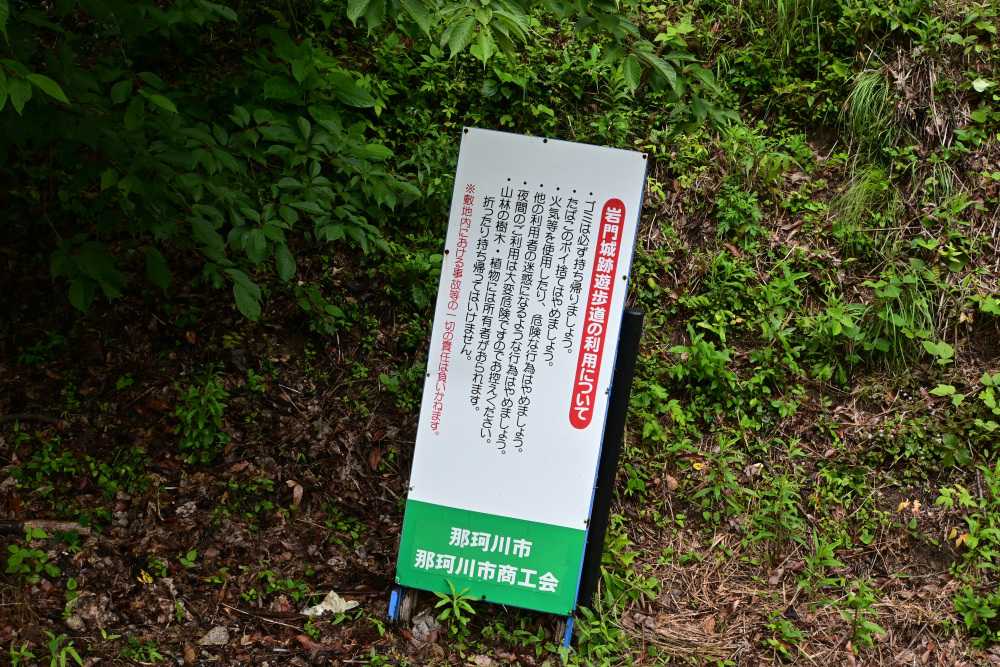 岩門城跡遊歩道の利用について
・ゴミは必ず持ち帰りましょう。
・たばこのポイ捨てはやめましょう。
・火気等を使用したり、危険な行為はやめましょう。
・他の利用者の迷惑になるような行為はやめましょう。
・夜間のご利用は大変危険ですのでお控えください。
・山林の樹木・植物には所有者がおられます。
折ったり持ち帰ってはいけません。
※敷地内における事故等の一切の責任は負いかねます。
那珂川市
那珂川市商工会